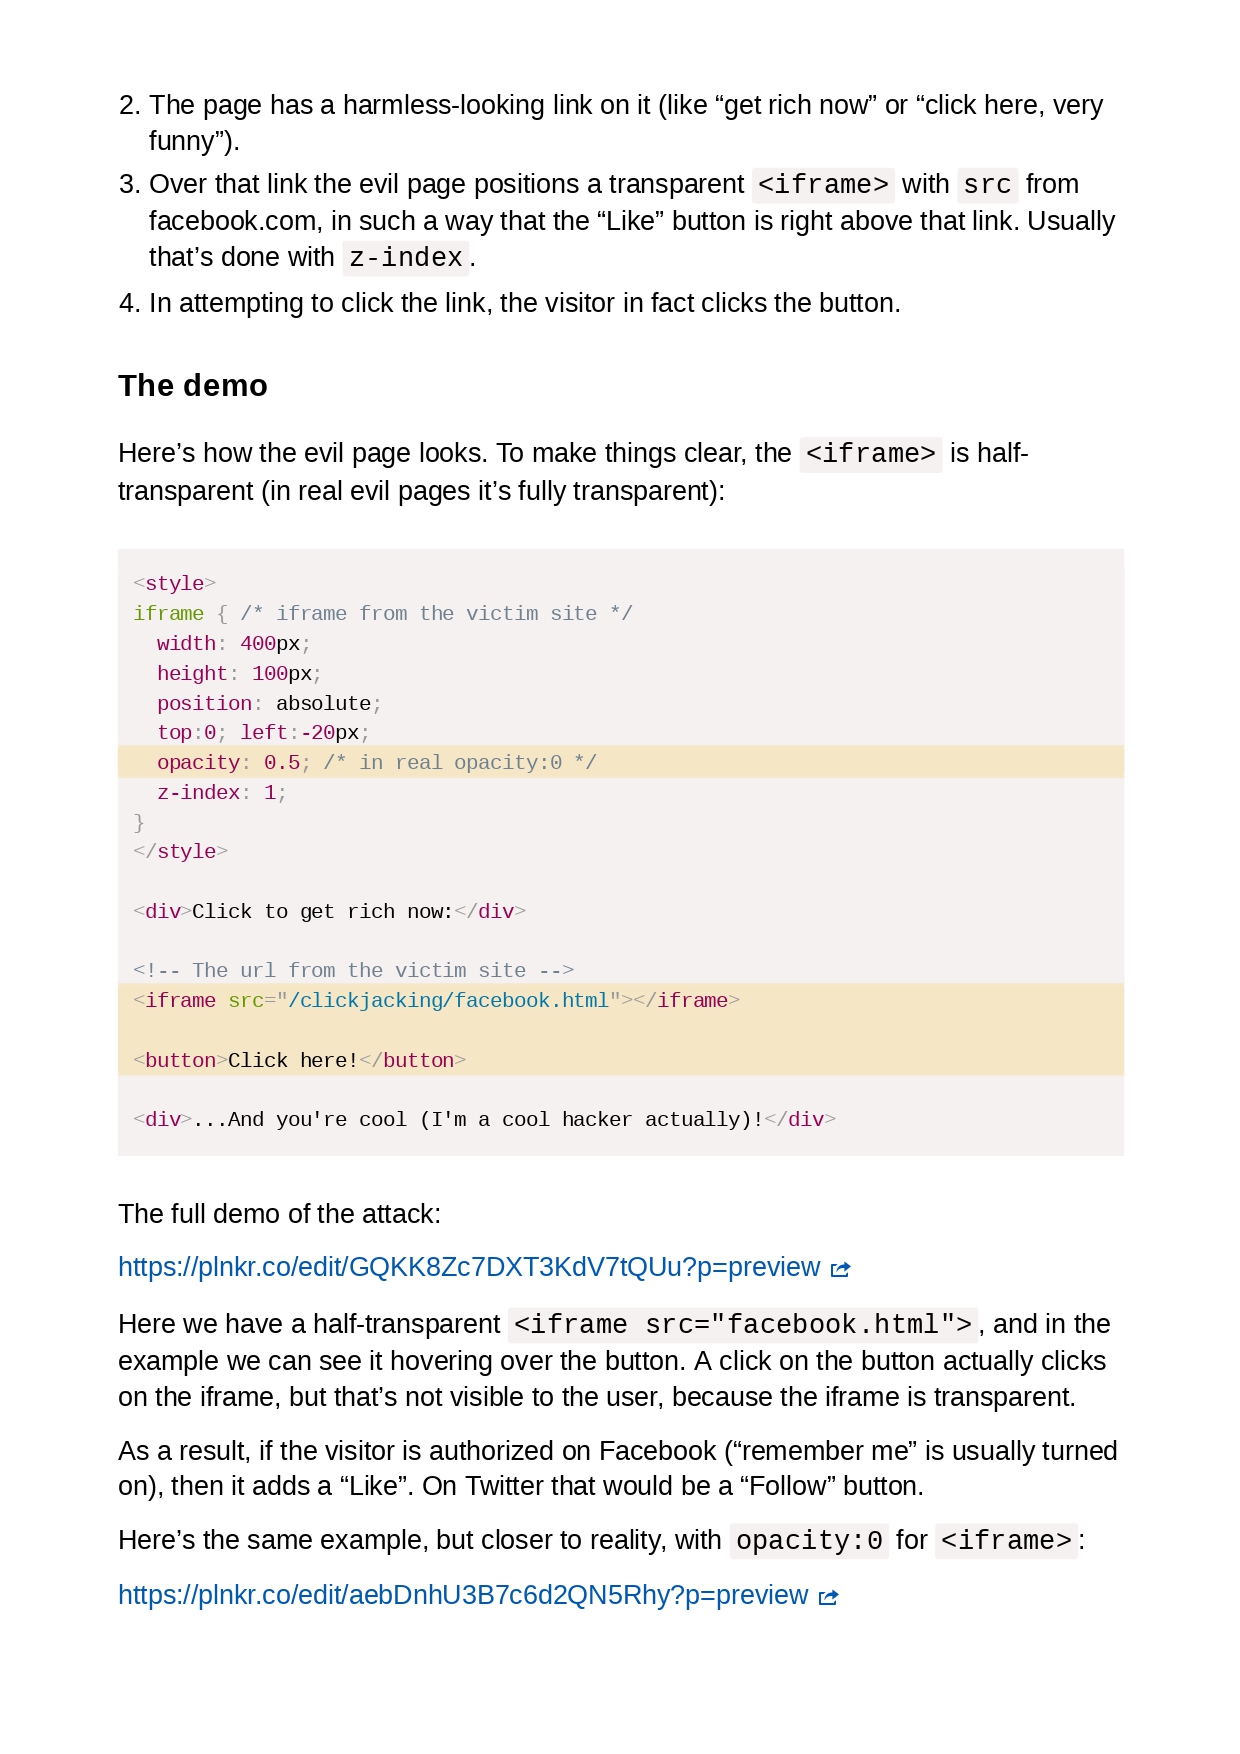 2. The page has a harmless-looking link on it (like “get rich now” or “click here, very
funny”).
3. Over that link the evil page positions a transparent <iframe> with src from
facebook.com, in such a way that the “Like” button is right above that link. Usually
that’s done with z-index.
4. In attempting to click the link, the visitor in fact clicks the button.
The demo
Here’s how the evil page looks. To make things clear, the <iframe> is half-
transparent (in real evil pages it’s fully transparent):
<style>
iframe { /* iframe from the victim site */
  width: 400px;
  height: 100px;
  position: absolute;
  top:0; left:-20px;
  opacity: 0.5; /* in real opacity:0 */
  z-index: 1;
}
</style>
<div>Click to get rich now:</div>
<!-- The url from the victim site -->
<iframe src="/clickjacking/facebook.html"></iframe>
<button>Click here!</button>
<div>...And you're cool (I'm a cool hacker actually)!</div>
The full demo of the attack:
https://plnkr.co/edit/GQKK8Zc7DXT3KdV7tQUu?p=preview
Here we have a half-transparent <iframe src="facebook.html">, and in the
example we can see it hovering over the button. A click on the button actually clicks
on the iframe, but that’s not visible to the user, because the iframe is transparent.
As a result, if the visitor is authorized on Facebook (“remember me” is usually turned
on), then it adds a “Like”. On Twitter that would be a “Follow” button.
Here’s the same example, but closer to reality, with opacity:0 for <iframe>:
https://plnkr.co/edit/aebDnhU3B7c6d2QN5Rhy?p=preview